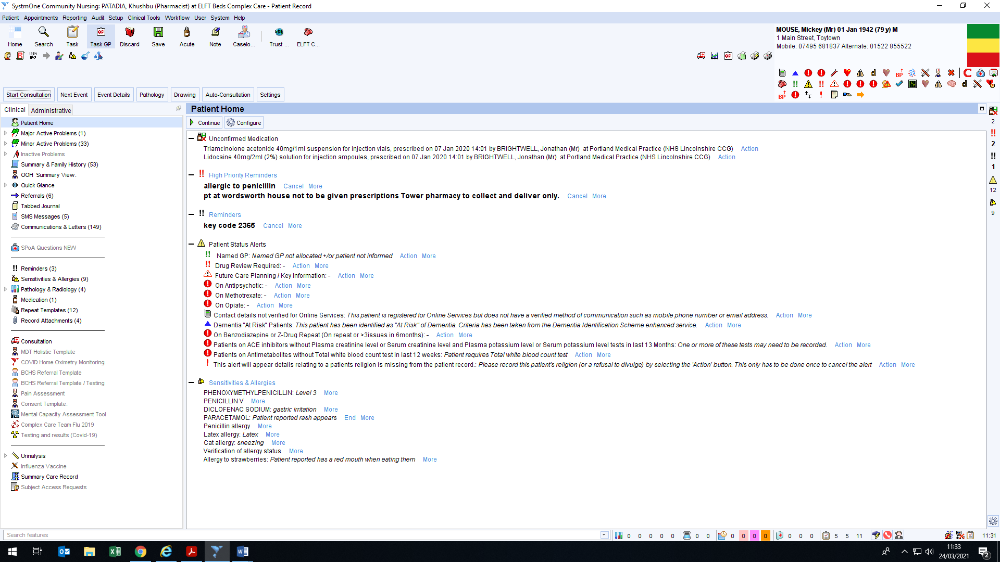 SystmOne Community Nursing: PATADIA, Khushbu (Pharmacist) at ELFT Beds Complex Care - Patient Record
Patient Appointments Reporting Audit Setup Clinical Tools Workflow User System Help
Home Search Task Task GP Discard Save Acute Note Caselo... Trust ... ELFT C...
MOUSE, Mickey (Mr) 01 Jan 1942 (79 y) M
1 Main Street, Toytown
Mobile: 07495 681837 Alternate: 01522 855522
Start Consultation Next Event Event Details Pathology Drawing Auto-Consultation Settings
Clinical Administrative
Patient Home
Major Active Problems (1)
Minor Active Problems (33)
Inactive Problems
Summary & Family History (53)
OOH Summary View.
Quick Glance
Referrals (6)
Tabbed Journal
SMS Messages (5)
Communications & Letters (149)
SPoA Questions NEW
Reminders (3)
Sensitivities & Allergies (9)
Pathology & Radiology (4)
Medication (1)
Repeat Templates (12)
Record Attachments (4)
Consultation
MDT Holistic Template
COVID Home Oximetry Monitoring
BCHS Referral Template
BCHS Referral Template / Testing
Pain Assessment
Consent Template.
Mental Capacity Assessment Tool
Complex Care Team Flu 2019
Testing and results (Covid-19)
Urinalysis
Influenza Vaccine
Summary Care Record
Subject Access Requests
Patient Home
Continue Configure
Unconfirmed Medication
Triamcinolone acetonide 40mg/1ml suspension for injection vials, prescribed on 07 Jan 2020 14:01 by BRIGHTWELL, Jonathan (Mr) at Portland Medical Practice (NHS Lincolnshire CCG) Action
Lidocaine 40mg/2ml (2%) solution for injection ampoules, prescribed on 07 Jan 2020 14:01 by BRIGHTWELL, Jonathan (Mr) at Portland Medical Practice (NHS Lincolnshire CCG) Action
!! High Priority Reminders
allergic to peniciilin Cancel More
pt at wordsworth house not to be given prescriptions Tower pharmacy to collect and deliver only. Cancel More
!! Reminders
key code 2365 Cancel More
Patient Status Alerts
!! Named GP: Named GP not allocated +/or patient not informed Action More
!! Drug Review Required: - Action More
Future Care Planning / Key Information: - Action More
On Antipsychotic: - Action More
On Methotrexate: - Action More
On Opiate: - Action More
Contact details not verified for Online Services: This patient is registered for Online Services but does not have a verified method of communication such as mobile phone number or email address. Action More
Dementia "At Risk" Patients: This patient has been identified as "At Risk" of Dementia. Criteria has been taken from the Dementia Identification Scheme enhanced service. Action More
On Benzodiazepine or Z-Drug Repeat (On repeat or >3issues in 6months): - Action More
Patients on ACE inhibitors without Plasma creatinine level or Serum creatinine level and Plasma potassium level or Serum potassium level tests in last 13 Months: One or more of these tests may need to be recorded. Action More
Patients on Antimetabolites without Total white blood count test in last 12 weeks: Patient requires Total white blood count test Action More
! This alert will appear details relating to a patients religion is missing from the patient record.: Please record this patient's religion (or a refusal to divulge) by selecting the 'Action' button. This only has to be done once to cancel the alert Action More
Sensitivities & Allergies
PHENOXYMETHYLPENICILLIN: Level 3 More
PENICILLIN V More
DICLOFENAC SODIUM: gastric irritation More
PARACETAMOL: Patient reported rash appears End More
Penicillin allergy More
Latex allergy: Latex More
Cat allergy: sneezing More
Verification of allergy status More
Allergy to strawberries: Patient reported has a red mouth when eating them More
2
!!
2
!!
1
12
9
Search features
0 0 0 0 0 0 0 0 0 0 0 0 0 0 5 5 11 11:31
11:33
24/03/2021
2